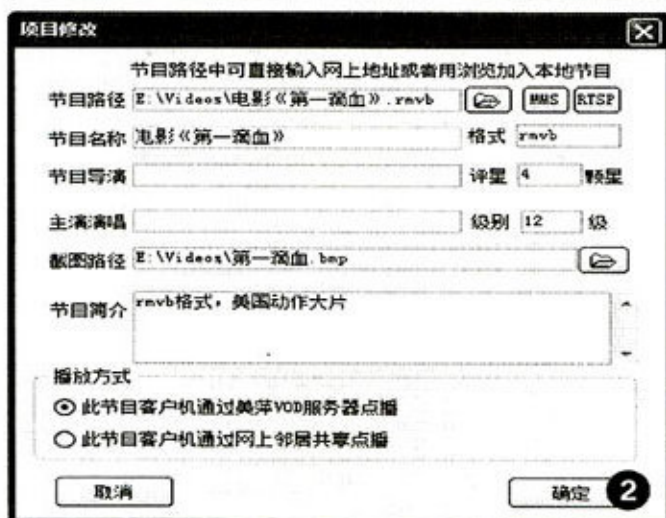 项目修改
节目路径中可直接输入网上地址或者用浏览加入本地节目
节目路径 E:\Videos\电影《第一滴血》.rmvb MMS RTSP
节目名称 电影《第一滴血》 格式 rmvb
节目导演 评星 4 颗星
主演演唱 级别 12 级
截图路径 E:\Videos\第一滴血.bmp
节目简介 rmvb格式，美国动作大片
播放方式
此节目客户机通过美萍VOD服务器点播
此节目客户机通过网上邻居共享点播
取消 确定 2